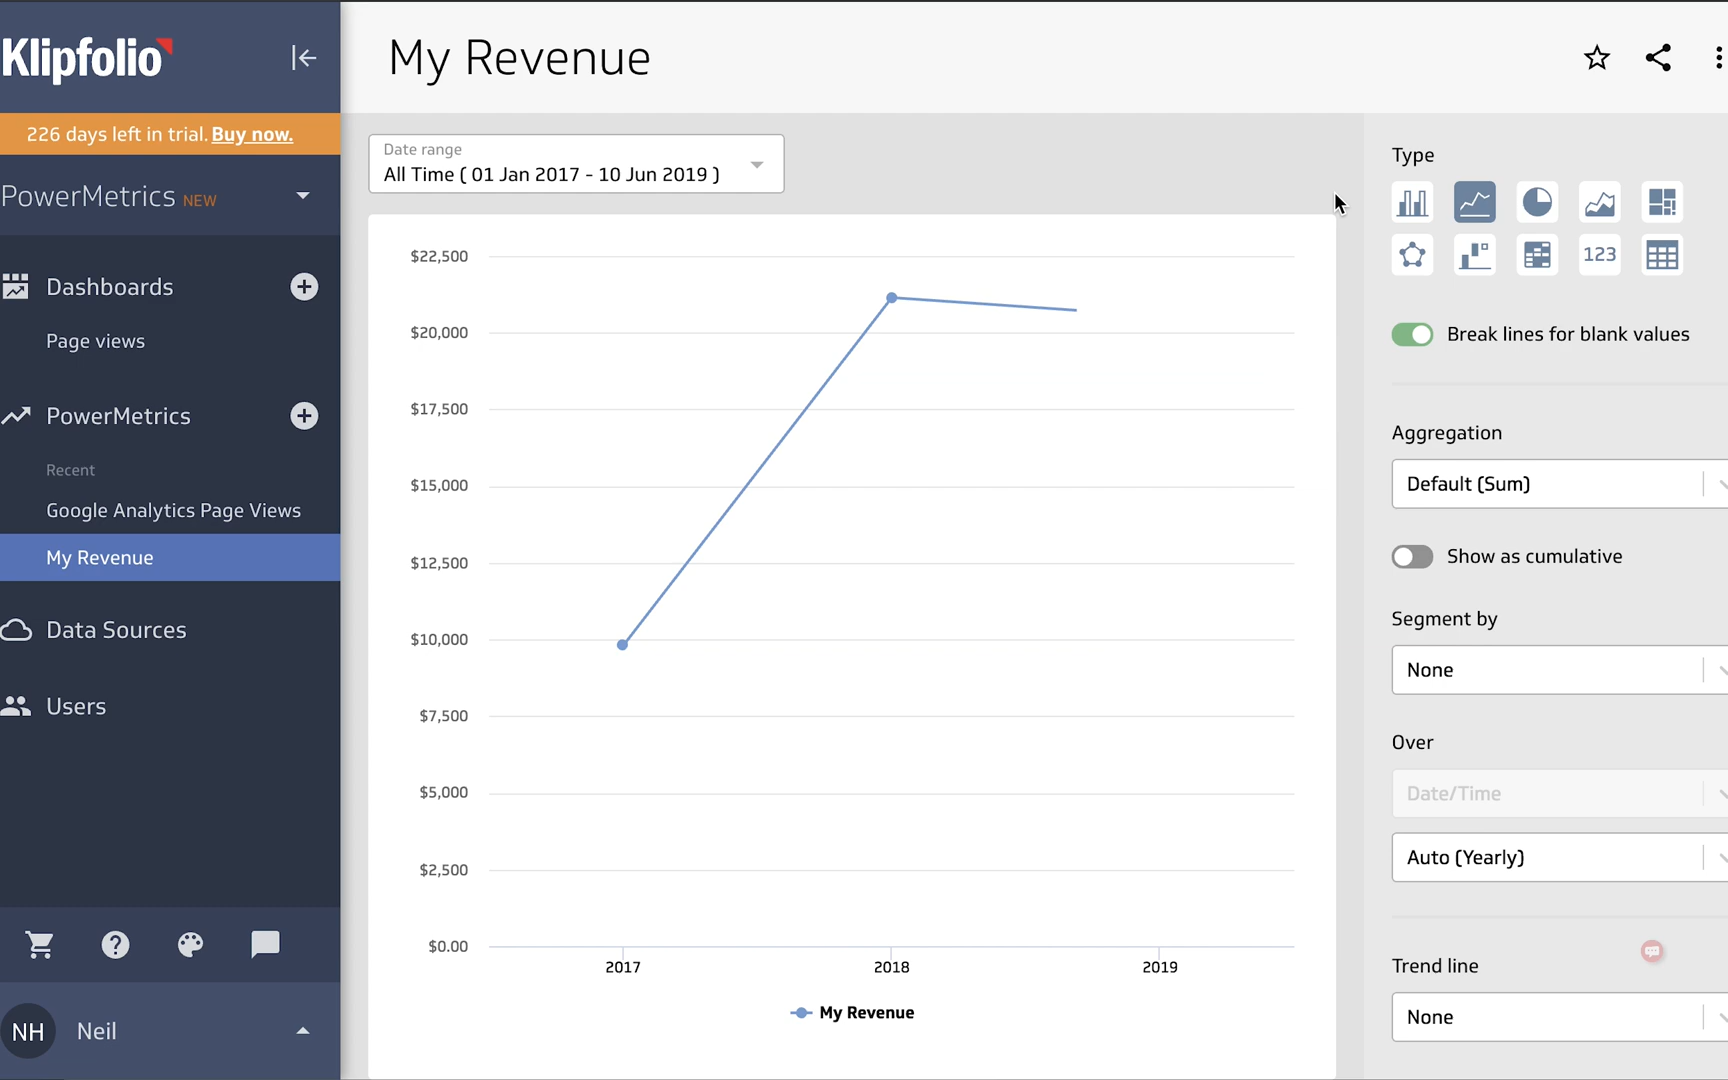 Klipfolio
226 days left in trial. Buy now.
PowerMetrics NEW
Dashboards
Page views
PowerMetrics
Recent
Google Analytics Page Views
My Revenue
Data Sources
Users
NH Neil
My Revenue
Date range
All Time ( 01 Jan 2017 - 10 Jun 2019 )
$22,500
$20,000
$17,500
$15,000
$12,500
$10,000
$7,500
$5,000
$2,500
$0.00
2017 2018 2019
My Revenue
Type
123
Break lines for blank values
Aggregation
Default (Sum)
Show as cumulative
Segment by
None
Over
Date/Time
Auto (Yearly)
Trend line
None